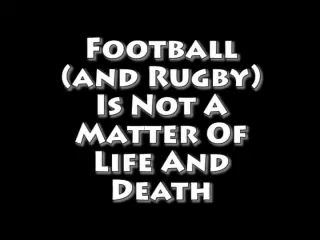 Football
(and Rugby)
Is Not A
Matter Of
Life And
Death